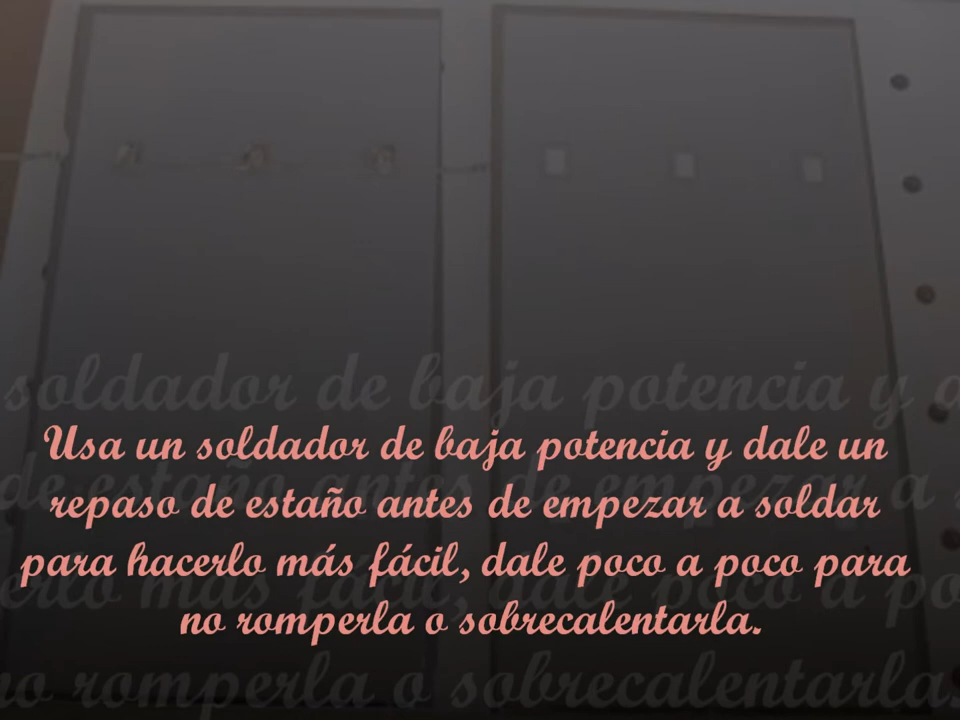 Usa un soldador de baja potencia y dale un
repaso de estaño antes de empezar a soldar
para hacerlo más fácil, dale poco a poco para
no romperla o sobrecalentarla.